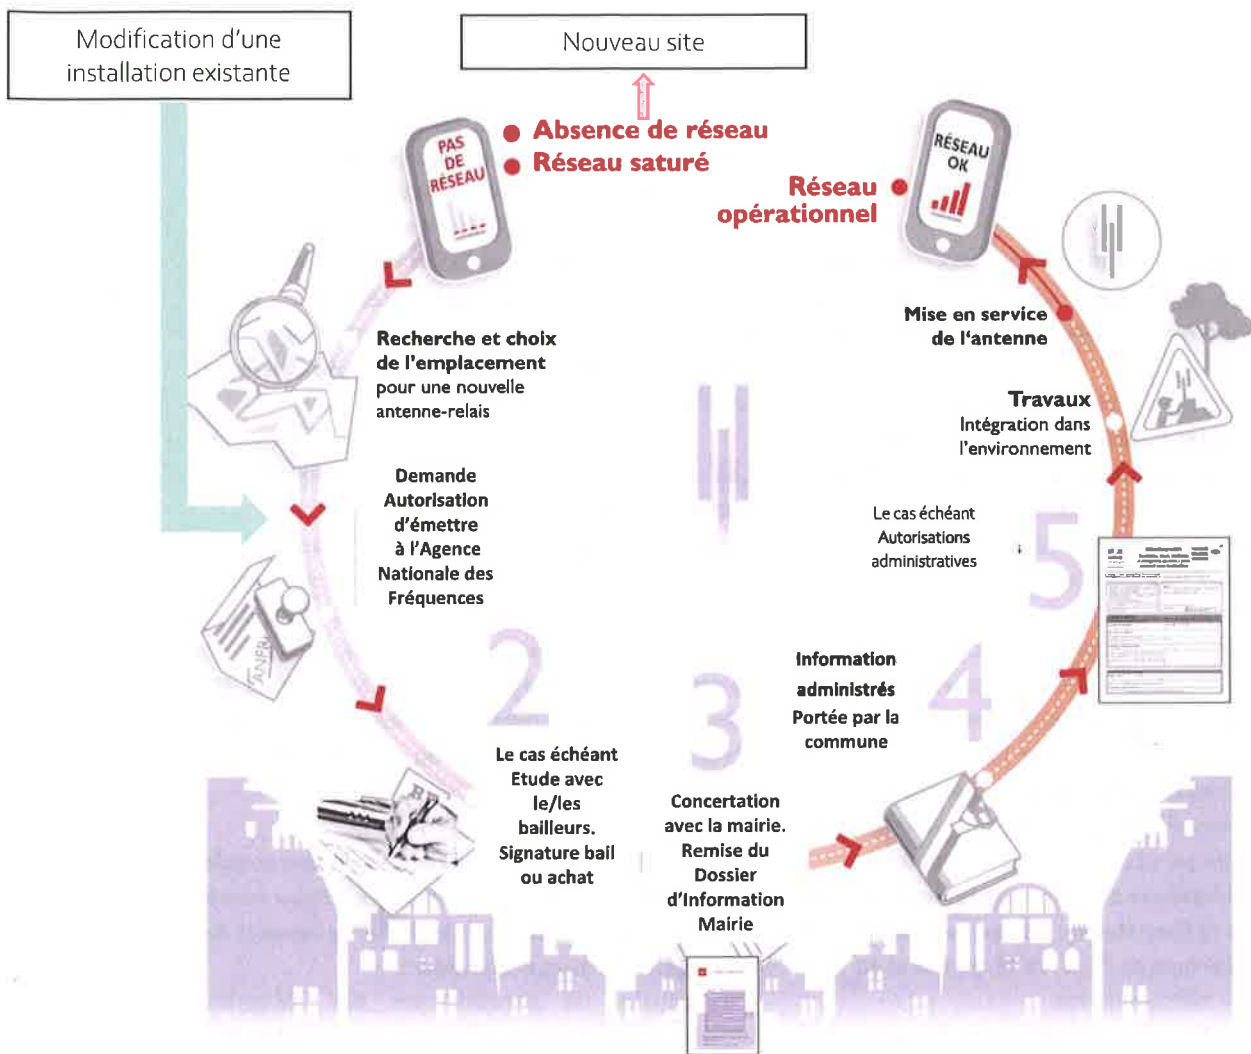 Modification d'une
installation existante
Nouveau site
Absence de réseau
Réseau saturé
PAS
DE
RÉSEAU
RÉSEAU
OK
Réseau
opérationnel
Recherche et choix
de l'emplacement
pour une nouvelle
antenne-relais
Demande
Autorisation
d'émettre
à l'Agence
Nationale des
Fréquences
ANFR
2
Le cas échéant
Etude avec
le/les
bailleurs.
Signature bail
ou achat
3
Concertation
avec la mairie.
Remise du
Dossier
d'Information
Mairie
4
Information
administrés
Portée par la
commune
5
Le cas échéant
Autorisations
administratives
Travaux
Intégration dans
l'environnement
Mise en service
de l'antenne